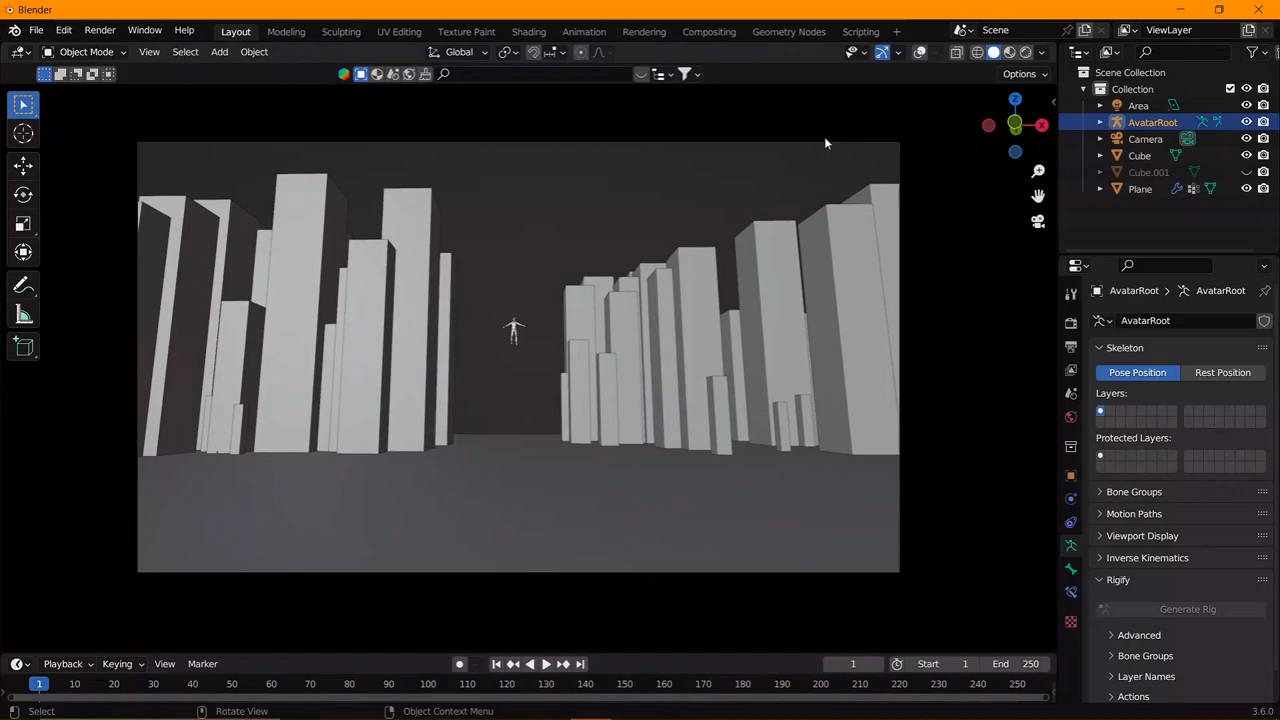 Blender
File Edit Render Window Help Layout Modeling Sculpting UV Editing Texture Paint Shading Animation Rendering Compositing Geometry Nodes Scripting + Scene ViewLayer
Object Mode View Select Add Object Global
Options
Scene Collection
Collection
Area
AvatarRoot
Camera
Cube
Cube.001
Plane
Z
X
AvatarRoot AvatarRoot
AvatarRoot
Skeleton
Pose Position Rest Position
Layers:
Protected Layers:
Bone Groups
Motion Paths
Viewport Display
Inverse Kinematics
Rigify
Generate Rig
Advanced
Bone Groups
Layer Names
Actions
Playback Keying View Marker 1 Start 1 End 250
1 10 20 30 40 50 60 70 80 90 100 110 120 130 140 150 160 170 180 190 200 210 220 230 240 250
Select Rotate View Object Context Menu 3.6.0